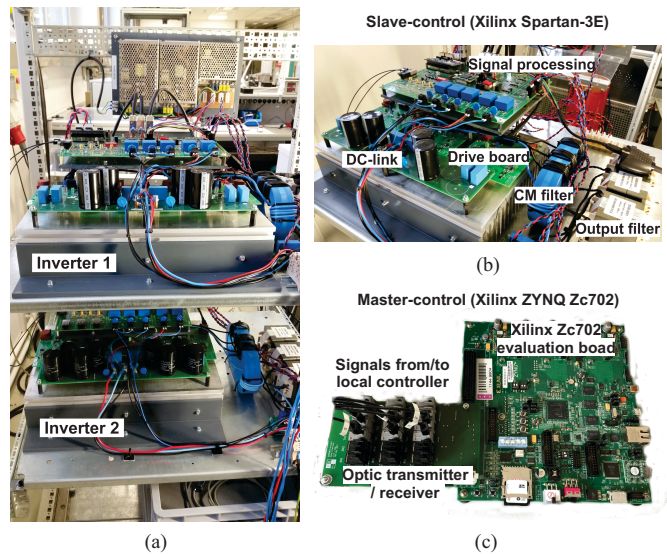 Inverter 1
Inverter 2
(a)
Slave-control (Xilinx Spartan-3E)
Signal processing
DC-link
Drive board
CM filter
Output filter
(b)
Master-control (Xilinx ZYNQ Zc702)
Xilinx Zc702
evaluation boad
Signals from/to
local controller
Optic transmitter
/ receiver
(c)